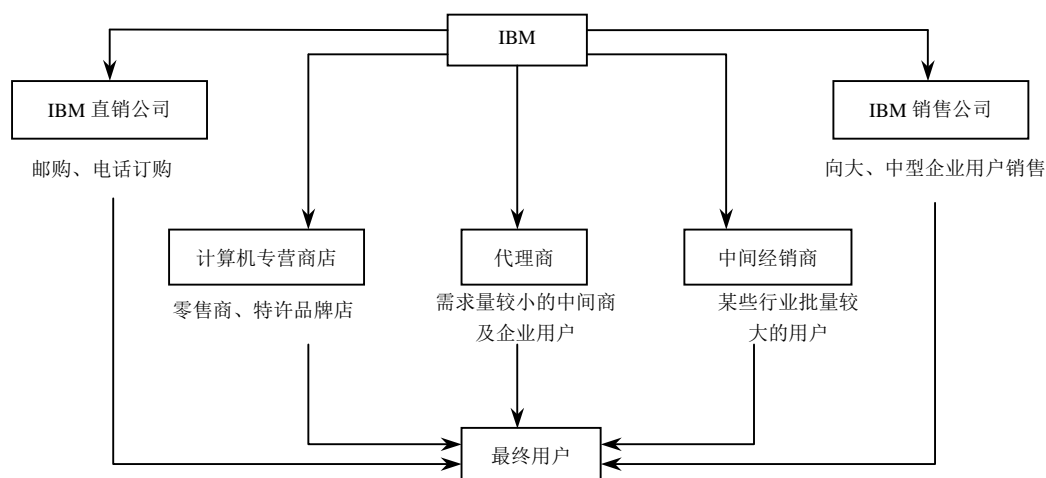 IBM
IBM 直销公司
IBM 销售公司
邮购、电话订购
向大、中型企业用户销售
计算机专营商店
代理商
中间经销商
零售商、特许品牌店
需求量较小的中间商
及企业用户
某些行业批量较
大的用户
最终用户